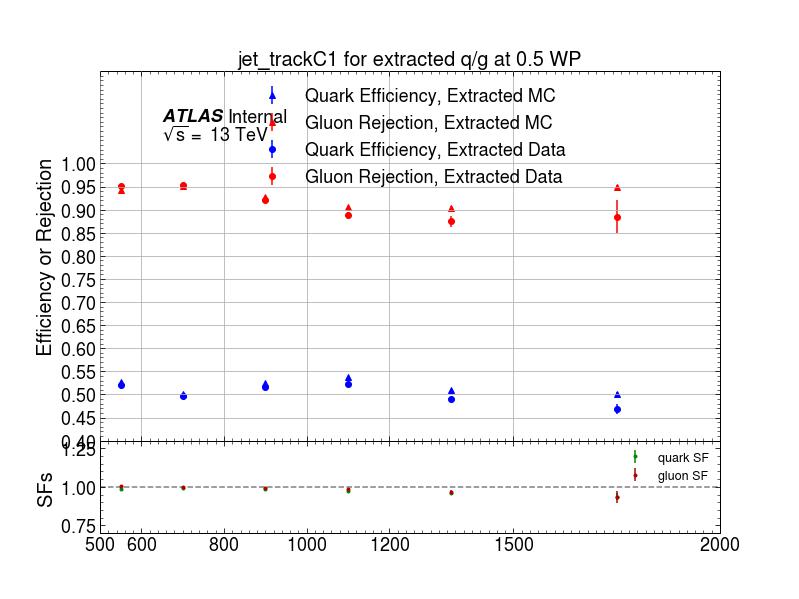 jet_trackC1 for extracted q/g at 0.5 WP
ATLAS Internal
√s = 13 TeV
Quark Efficiency, Extracted MC
Gluon Rejection, Extracted MC
Quark Efficiency, Extracted Data
Gluon Rejection, Extracted Data
Efficiency or Rejection
1.00
0.95
0.90
0.85
0.80
0.75
0.70
0.65
0.60
0.55
0.50
0.45
0.40
SFs
1.25
1.00
0.75
quark SF
gluon SF
500 600 800 1000 1200 1500 2000